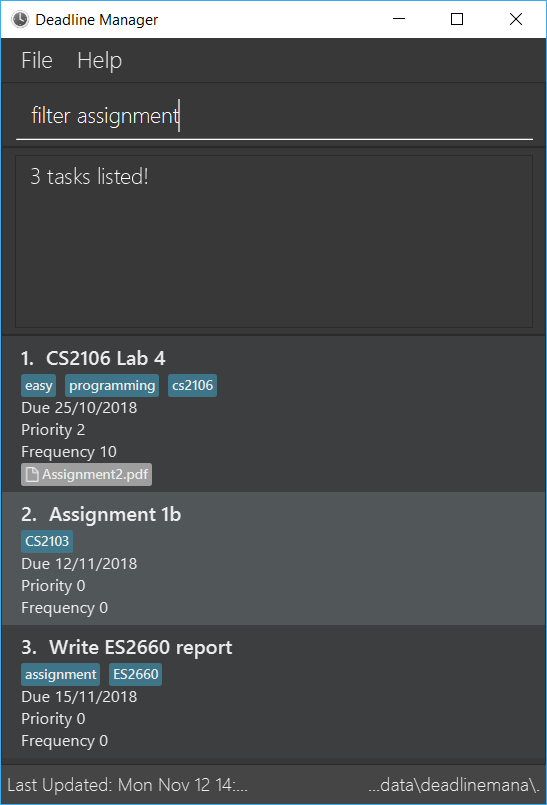 Deadline Manager
File Help
filter assignment
3 tasks listed!
1. CS2106 Lab 4
easy programming cs2106
Due 25/10/2018
Priority 2
Frequency 10
Assignment2.pdf
2. Assignment 1b
CS2103
Due 12/11/2018
Priority 0
Frequency 0
3. Write ES2660 report
assignment ES2660
Due 15/11/2018
Priority 0
Frequency 0
Last Updated: Mon Nov 12 14:... ...data\deadlinemana\.